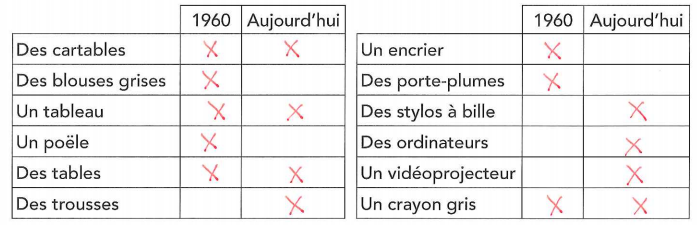 1960 Aujourd'hui
Des cartables
Des blouses grises
Un tableau
Un poële
Des tables
Des trousses
1960 Aujourd'hui
Un encrier
Des porte-plumes
Des stylos à bille
Des ordinateurs
Un vidéoprojecteur
Un crayon gris